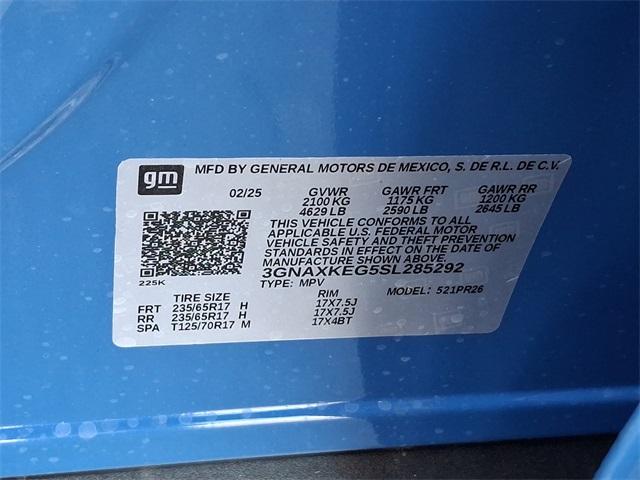 gm MFD BY GENERAL MOTORS DE MEXICO, S. DE R.L. DE C.V.
02/25 GVWR GAWR FRT GAWR RR
2100 KG 1175 KG 1200 KG
4629 LB 2590 LB 2645 LB
THIS VEHICLE CONFORMS TO ALL
APPLICABLE U.S. FEDERAL MOTOR
VEHICLE SAFETY AND THEFT PREVENTION
STANDARDS IN EFFECT ON THE DATE OF
MANUFACTURE SHOWN ABOVE.
3GNAXKEG5SL285292
225K TYPE: MPV MODEL: 521PR26
TIRE SIZE RIM
FRT 235/65R17 H 17X7.5J
RR 235/65R17 H 17X7.5J
SPA T125/70R17 M 17X4BT